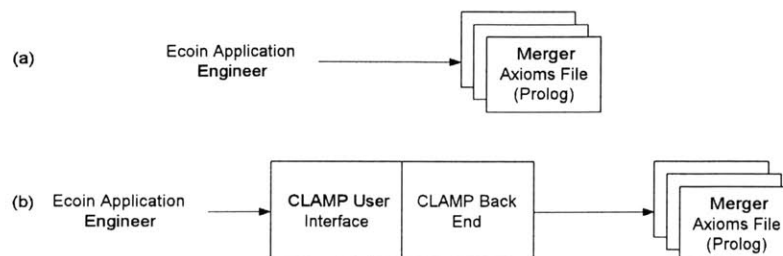 (a)
Ecoin Application
Engineer
Merger
Axioms File
(Prolog)
(b)
Ecoin Application
Engineer
CLAMP User
Interface
CLAMP Back
End
Merger
Axioms File
(Prolog)